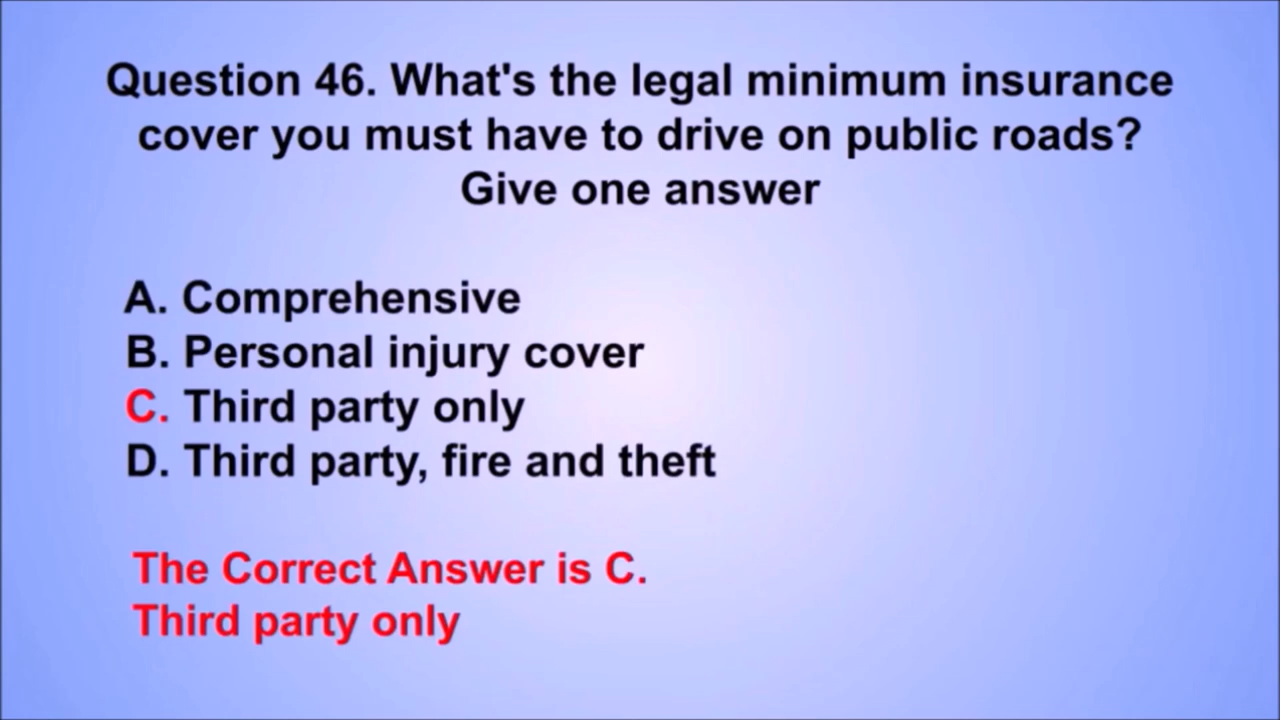 Question 46. What's the legal minimum insurance
cover you must have to drive on public roads?
Give one answer
A. Comprehensive
B. Personal injury cover
C. Third party only
D. Third party, fire and theft
The Correct Answer is C.
Third party only